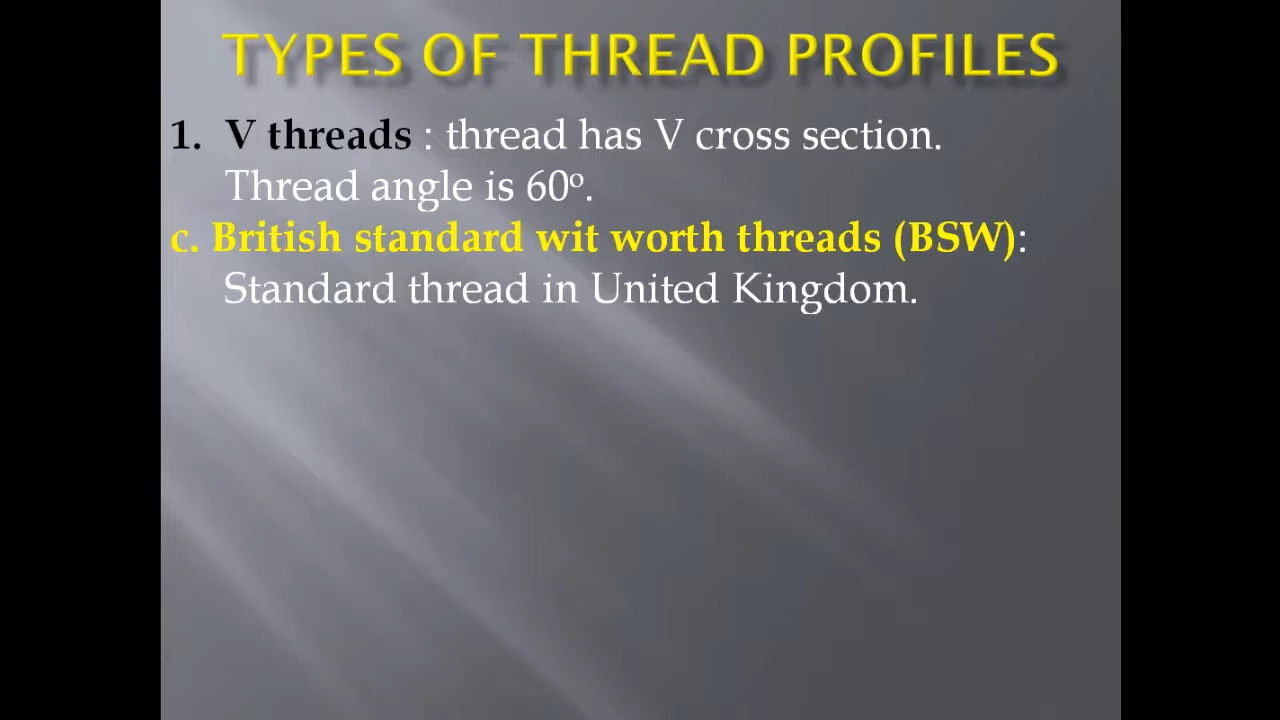 TYPES OF THREAD PROFILES
1. V threads : thread has V cross section.
Thread angle is 60º.
c. British standard wit worth threads (BSW):
Standard thread in United Kingdom.